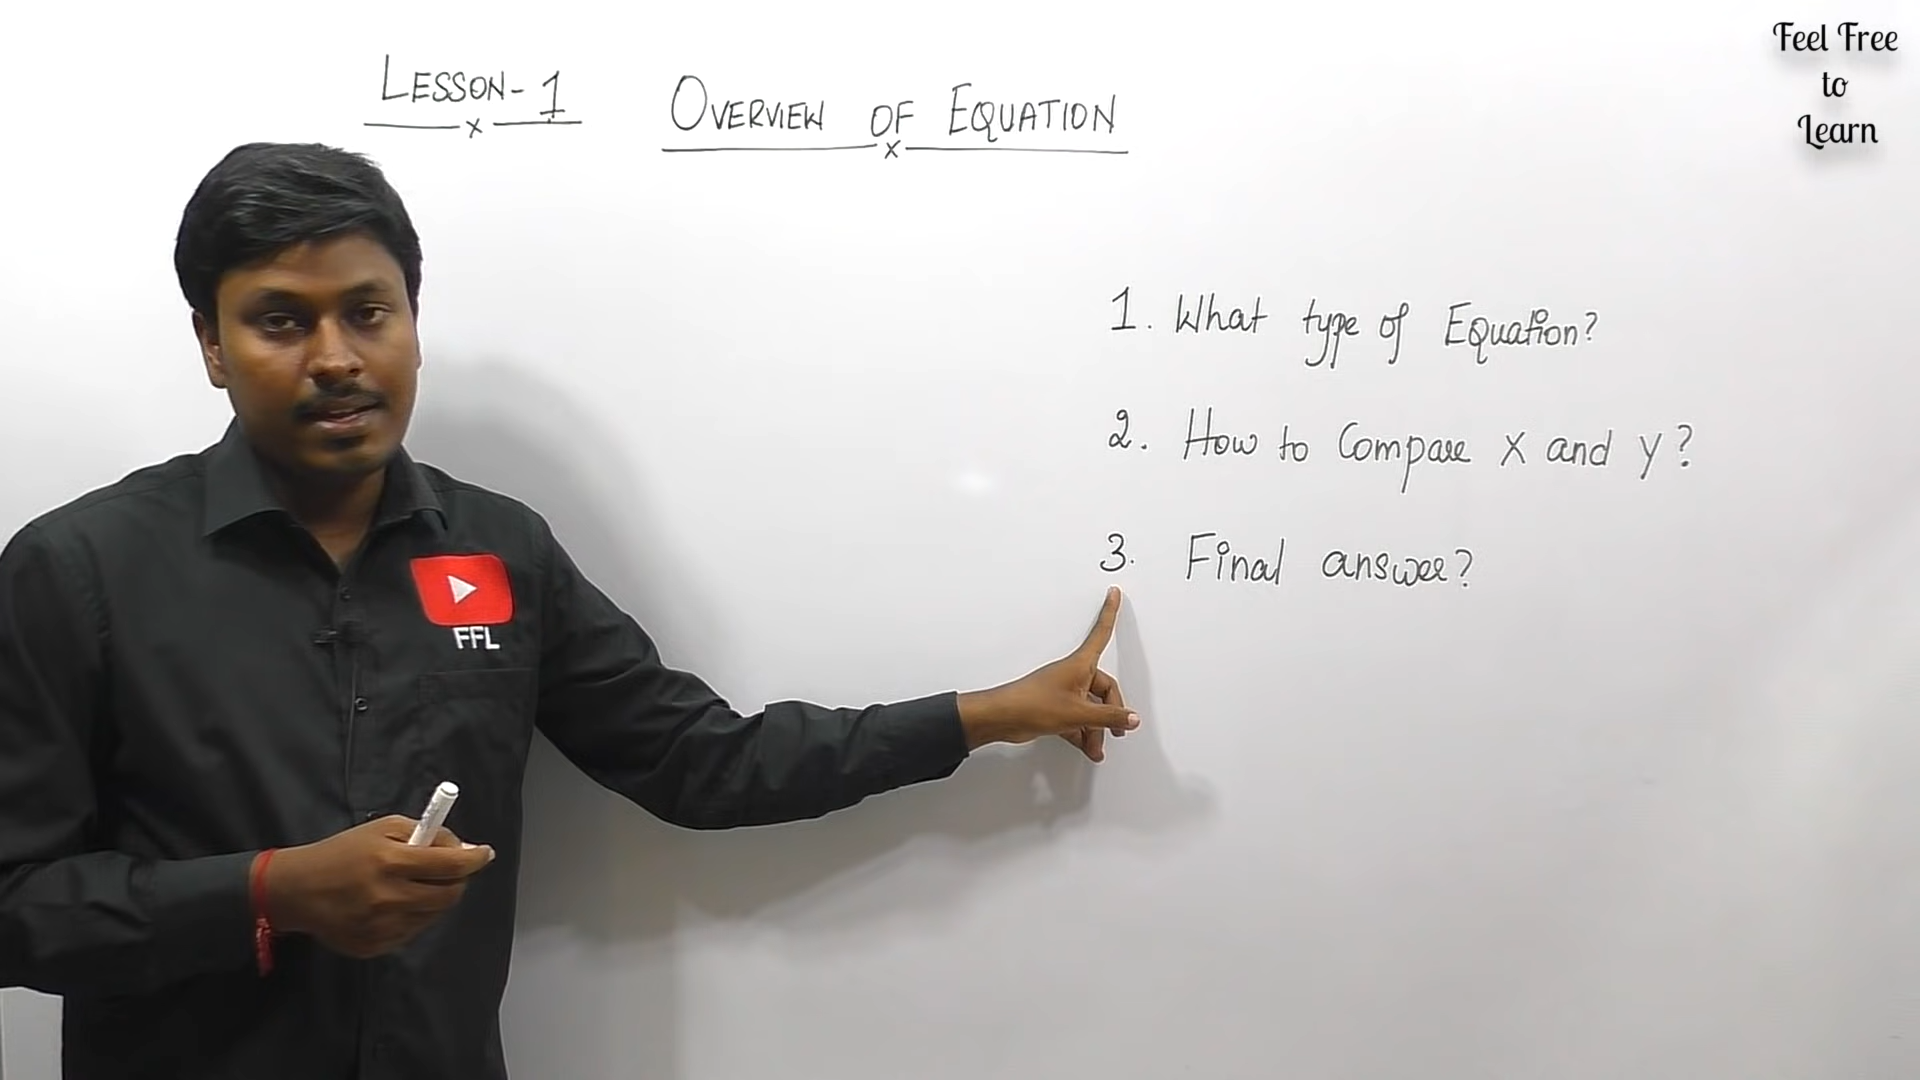 LESSON-1
OVERVIEW OF EQUATION
Feel Free
to
Learn
1. What type of Equation?
2. How to Compare X and Y?
3. Final answer?
FFL